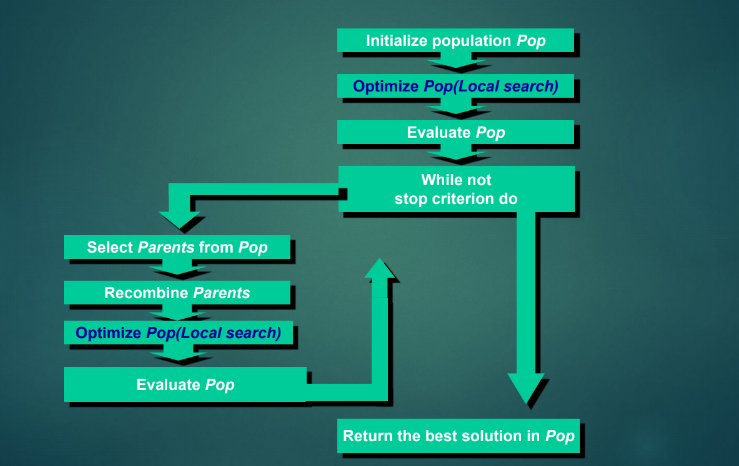 Initialize population Pop
Optimize Pop(Local search)
Evaluate Pop
While not
stop criterion do
Select Parents from Pop
Recombine Parents
Optimize Pop(Local search)
Evaluate Pop
Return the best solution in Pop